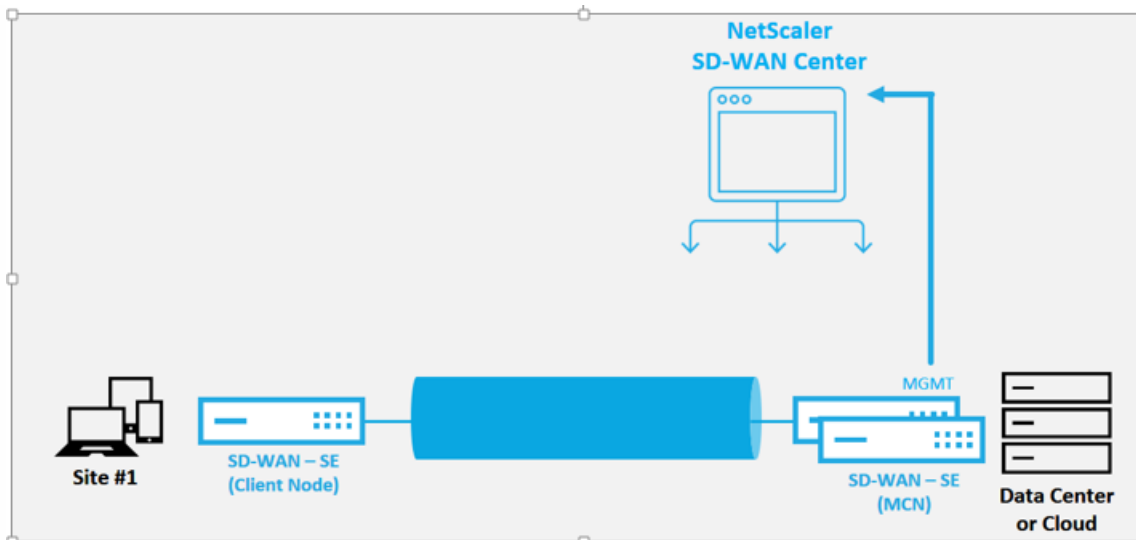 NetScaler
SD-WAN Center
MGMT
Site #1
SD-WAN – SE
(Client Node)
SD-WAN – SE
(MCN)
Data Center
or Cloud